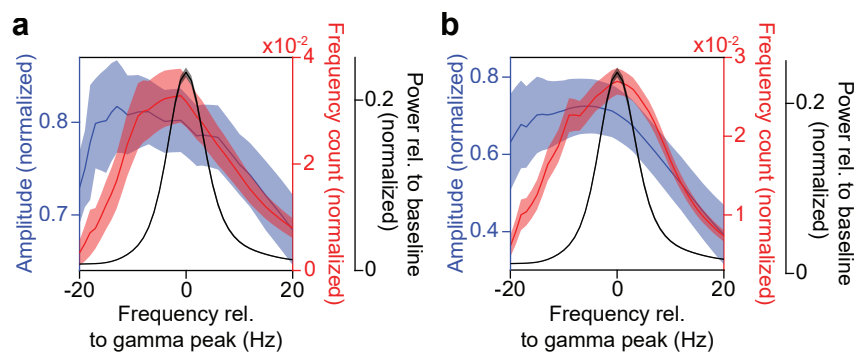 a
x10-2
4
2
0
0.8
0.7
Amplitude (normalized)
Frequency count (normalized)
0.2
0
Power rel. to baseline
(normalized)
-20
0
20
Frequency rel.
to gamma peak (Hz)
b
x10-2
3
2
1
0.8
0.6
0.4
Amplitude (normalized)
Frequency count (normalized)
0.2
0
Power rel. to baseline
(normalized)
-20
0
20
Frequency rel.
to gamma peak (Hz)